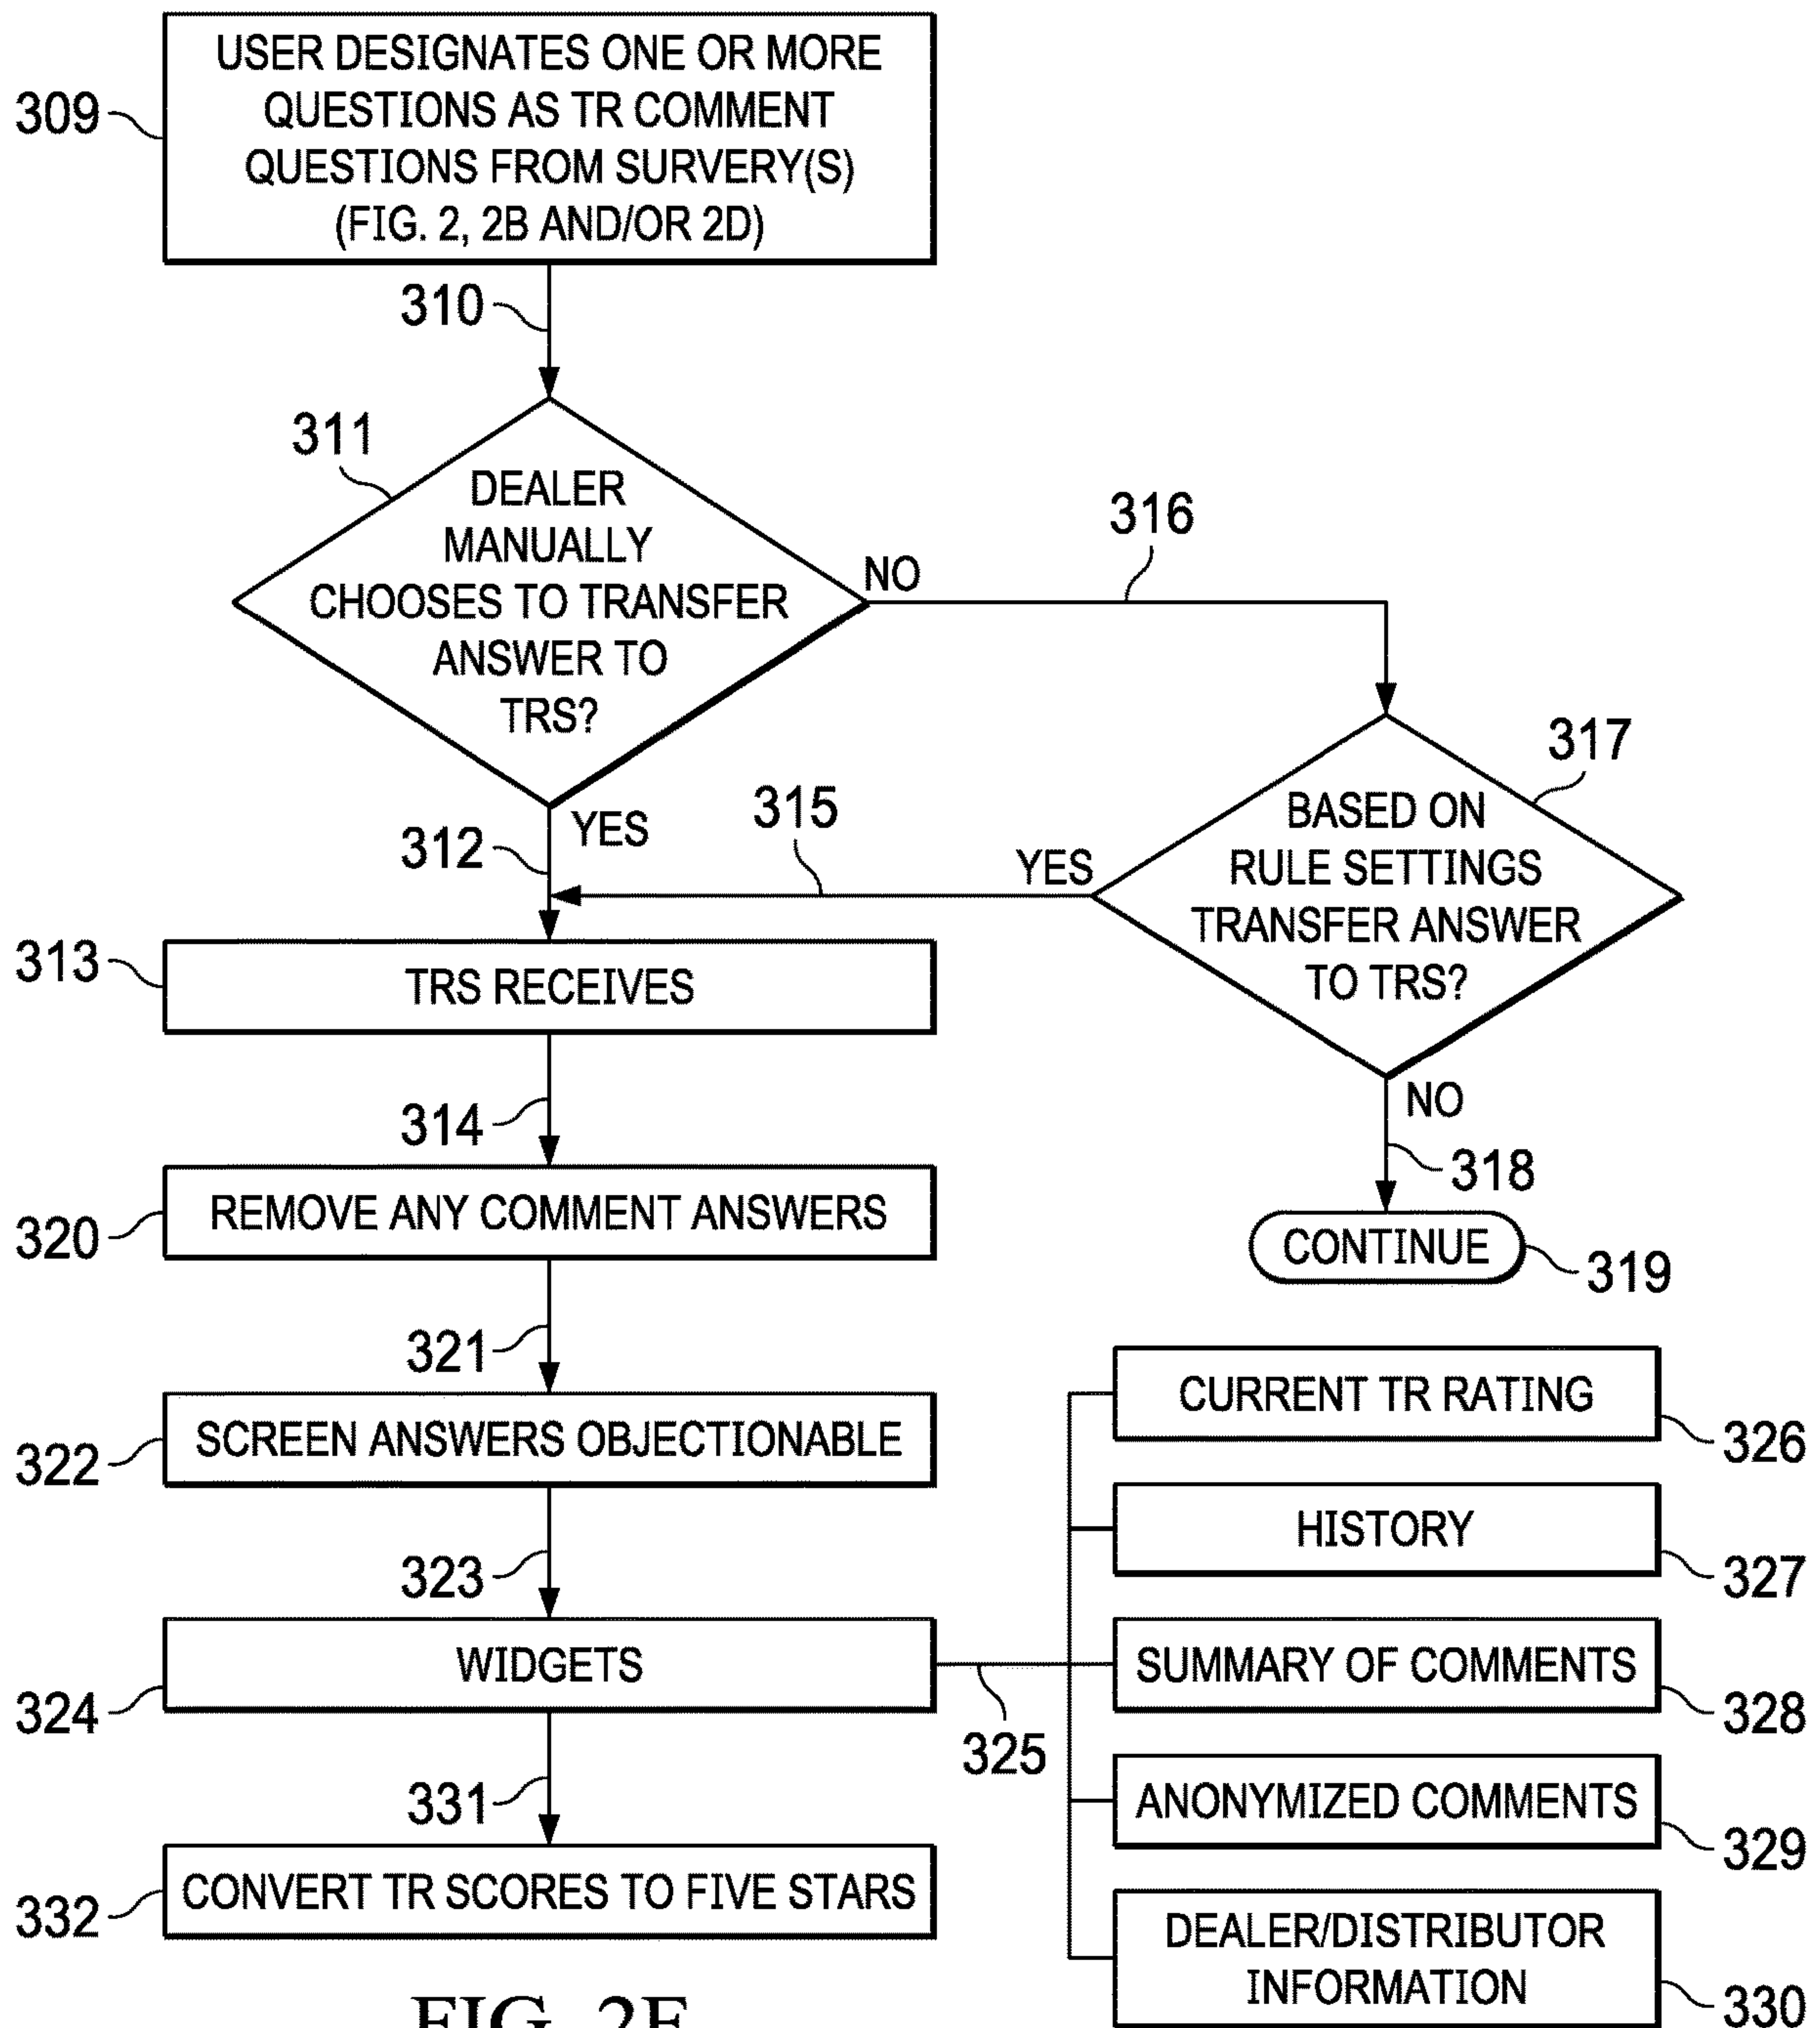 309
USER DESIGNATES ONE OR MORE
QUESTIONS AS TR COMMENT
QUESTIONS FROM SURVERY(S)
(FIG. 2, 2B AND/OR 2D)
310
311
DEALER
MANUALLY
CHOOSES TO TRANSFER
ANSWER TO
TRS?
NO
316
YES
312
315
317
BASED ON
RULE SETTINGS
TRANSFER ANSWER
TO TRS?
YES
NO
318
CONTINUE
319
313
TRS RECEIVES
314
320
REMOVE ANY COMMENT ANSWERS
321
322
SCREEN ANSWERS OBJECTIONABLE
323
324
WIDGETS
325
CURRENT TR RATING
326
HISTORY
327
SUMMARY OF COMMENTS
328
ANONYMIZED COMMENTS
329
DEALER/DISTRIBUTOR
INFORMATION
330
331
332
CONVERT TR SCORES TO FIVE STARS
FIG.